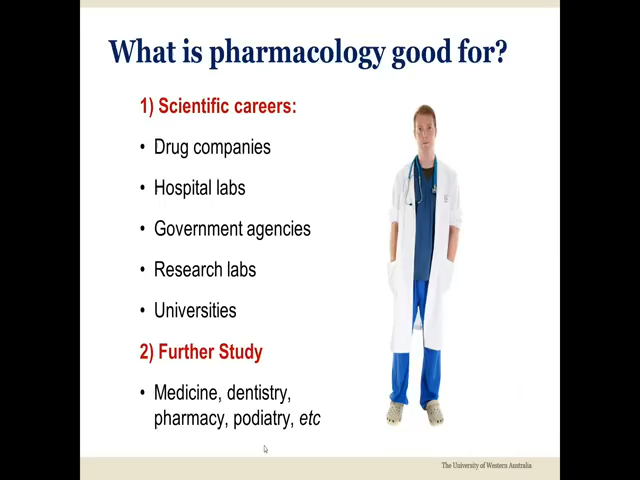 What is pharmacology good for?
1) Scientific careers:
• Drug companies
• Hospital labs
• Government agencies
• Research labs
• Universities
2) Further Study
• Medicine, dentistry,
pharmacy, podiatry, etc
The University of Western Australia